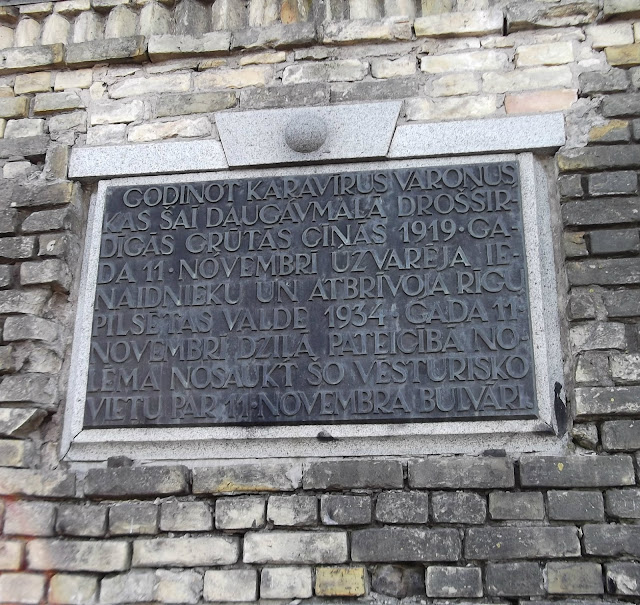 GODINOT KARAVĪRUS VAROŅUS
KAS ŠAI DAUGAVMALĀ DROŠSIR-
DĪGĀS GRŪTĀS CĪŅĀS 1919·GA-
DA 11·NOVEMBRĪ UZVARĒJA IE-
NAIDNIEKU UN ATBRĪVOJA RĪGU
PILSĒTAS VALDE 1934·GADA 11·
NOVEMBRĪ DZIĻĀ PATEICĪBĀ NO-
LĒMA NOSAUKT ŠO VĒSTURISKO
VIETU PAR 11·NOVEMBRA BULVĀRI